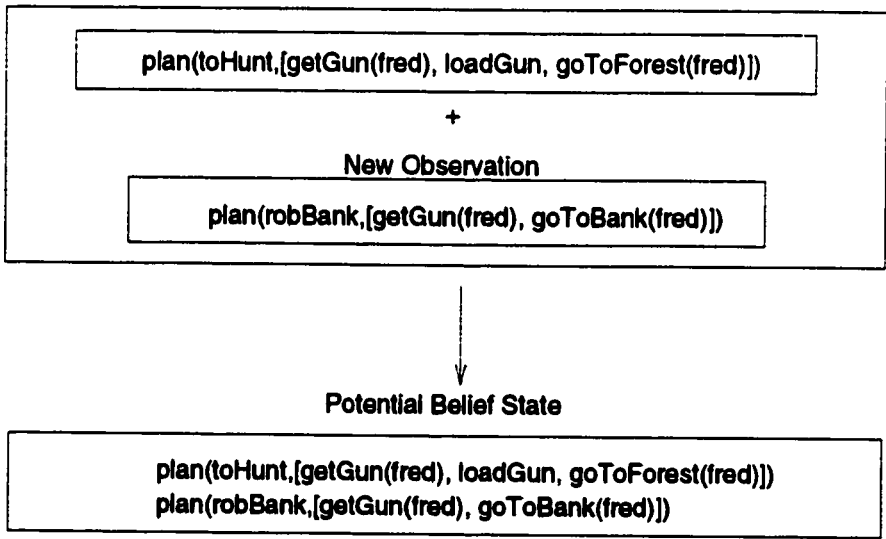 plan(toHunt,[getGun(fred), loadGun, goToForest(fred)])
+
New Observation
plan(robBank,[getGun(fred), goToBank(fred)])
Potential Belief State
plan(toHunt,[getGun(fred), loadGun, goToForest(fred)])
plan(robBank,[getGun(fred), goToBank(fred)])